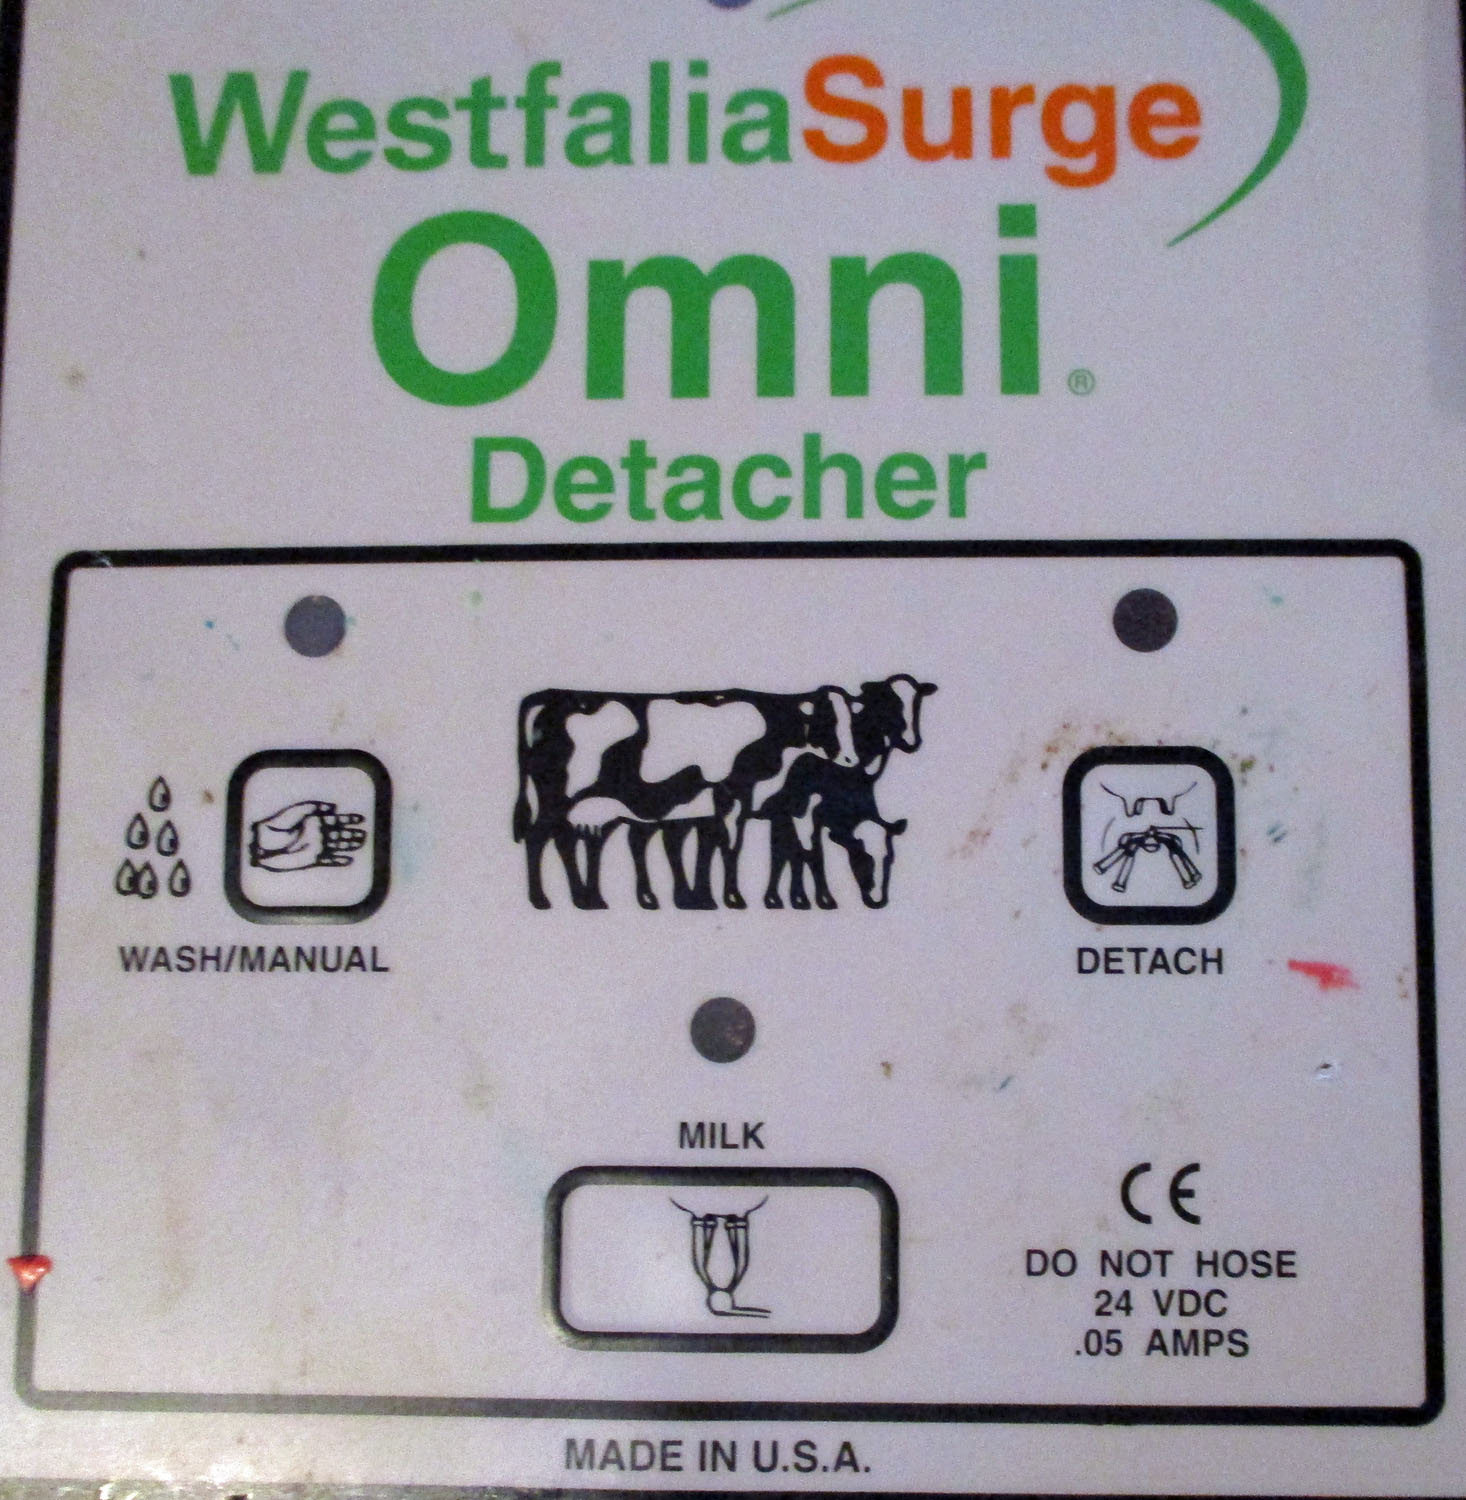 WestfaliaSurge
Omni®
Detacher
WASH/MANUAL
DETACH
MILK
CE
DO NOT HOSE
24 VDC
.05 AMPS
MADE IN U.S.A.